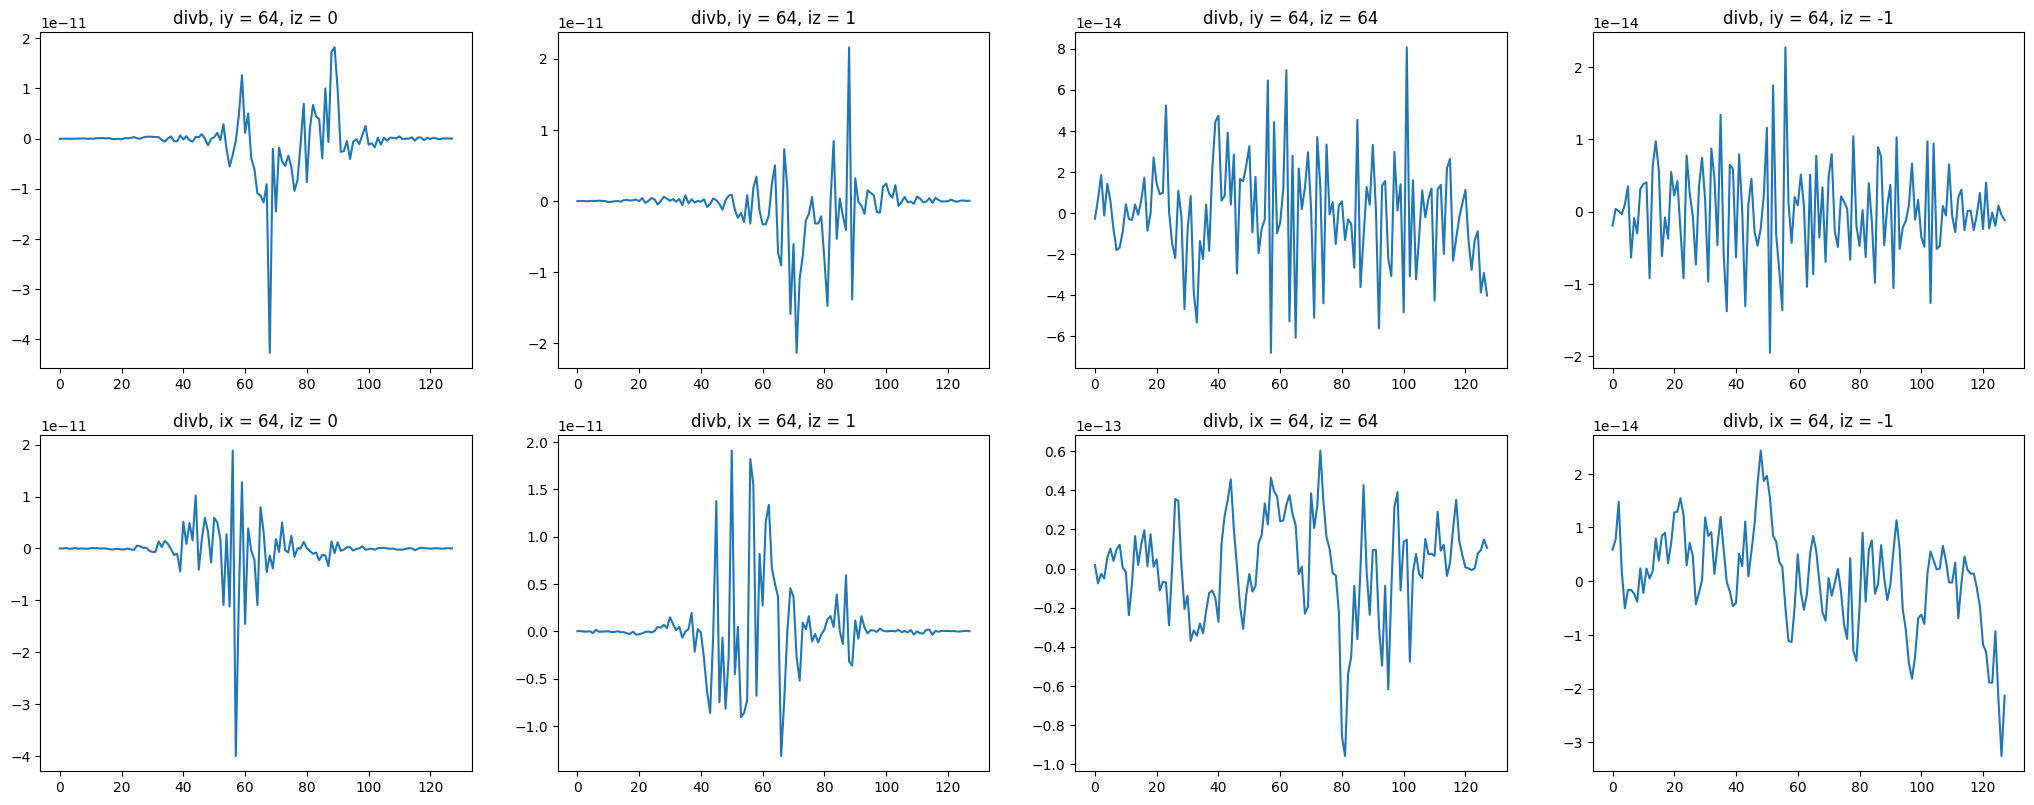 divb, iy = 64, iz = 0
1e−11
2
1
0
−1
−2
−3
−4
0 20 40 60 80 100 120
divb, iy = 64, iz = 1
1e−11
2
1
0
−1
−2
0 20 40 60 80 100 120
divb, iy = 64, iz = 64
1e−14
8
6
4
2
0
−2
−4
−6
0 20 40 60 80 100 120
divb, iy = 64, iz = -1
1e−14
2
1
0
−1
−2
0 20 40 60 80 100 120
divb, ix = 64, iz = 0
1e−11
2
1
0
−1
−2
−3
−4
0 20 40 60 80 100 120
divb, ix = 64, iz = 1
1e−11
2.0
1.5
1.0
0.5
0.0
−0.5
−1.0
0 20 40 60 80 100 120
divb, ix = 64, iz = 64
1e−13
0.6
0.4
0.2
0.0
−0.2
−0.4
−0.6
−0.8
−1.0
0 20 40 60 80 100 120
divb, ix = 64, iz = -1
1e−14
2
1
0
−1
−2
−3
0 20 40 60 80 100 120